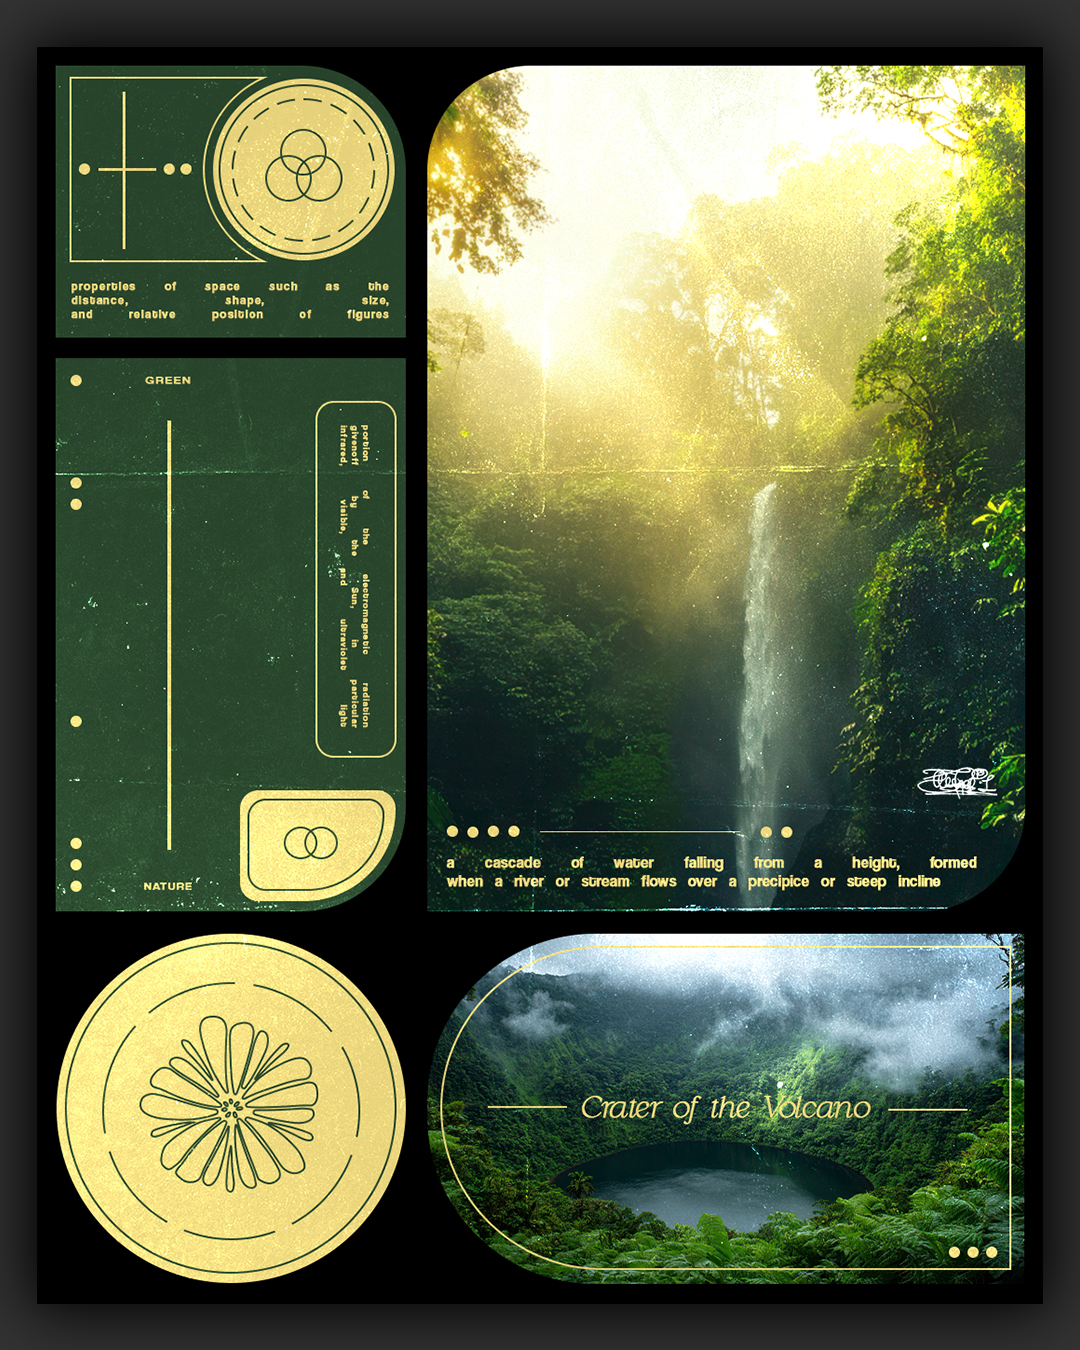 properties of space such as the
distance, shape, size,
and relative position of figures
GREEN
portion of the electromagnetic radiation
givenoff by the Sun, in particular
infrared, visible, and ultraviolet light
NATURE
a cascade of water falling from a height, formed
when a river or stream flows over a precipice or steep incline
Crater of the Volcano